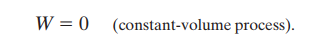 W = 0 (constant-volume process).